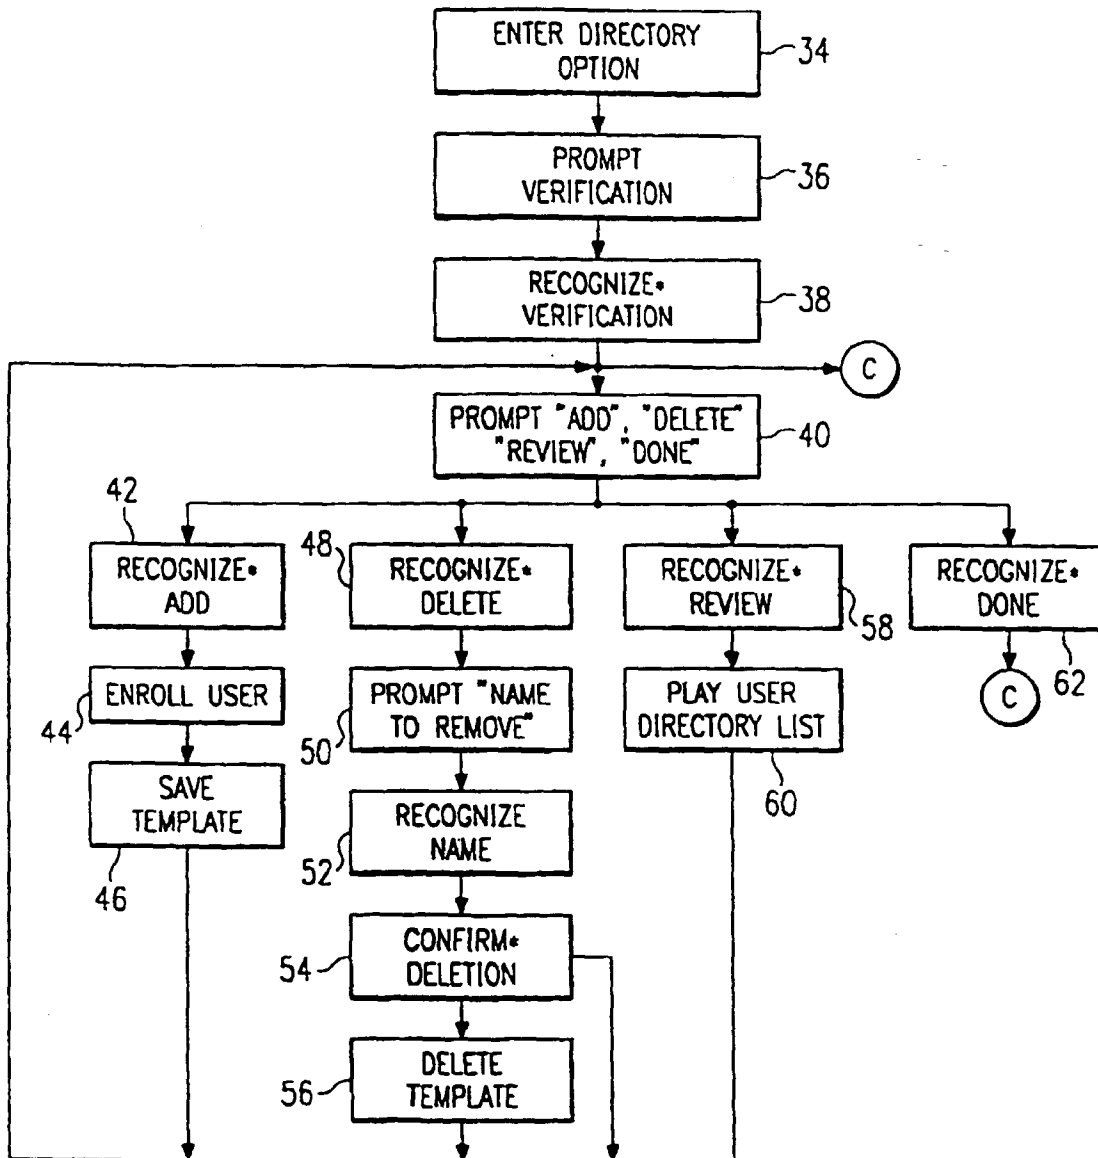 ENTER DIRECTORY
OPTION
34
PROMPT
VERIFICATION
36
RECOGNIZE*
VERIFICATION
38
C
PROMPT "ADD", "DELETE"
"REVIEW", "DONE"
40
42
RECOGNIZE*
ADD
48
RECOGNIZE*
DELETE
RECOGNIZE*
REVIEW
58
RECOGNIZE*
DONE
62
ENROLL USER
44
PROMPT "NAME
TO REMOVE"
50
PLAY USER
DIRECTORY LIST
60
C
SAVE
TEMPLATE
46
RECOGNIZE
NAME
52
CONFIRM*
DELETION
54
DELETE
TEMPLATE
56